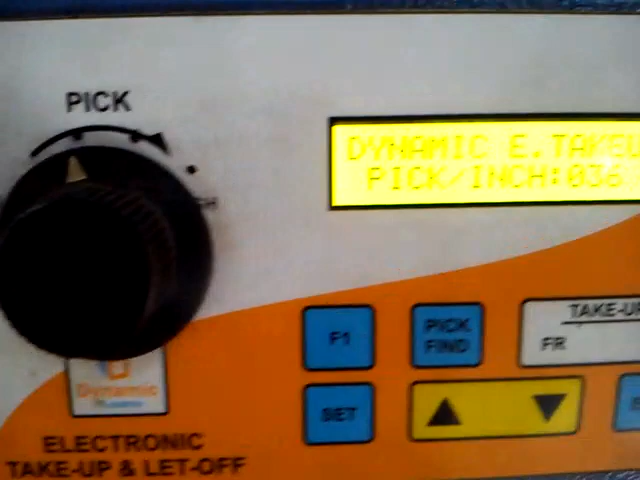 PICK
DYNAMIC E.TAKEU
PICK/INCH:036
F1
PICK
FIND
TAKE-UP
FR
SET
Dynamic
ELECTRONIC
TAKE-UP & LET-OFF